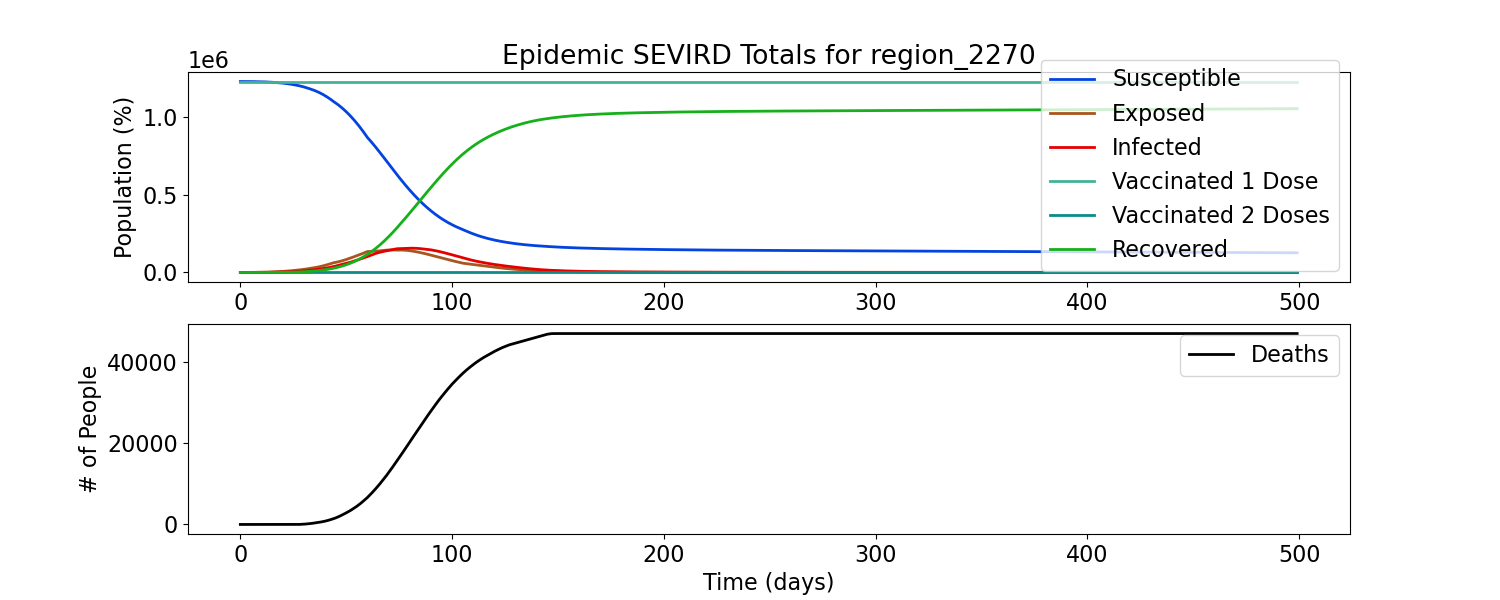 Epidemic SEVIRD Totals for region_2270
1e6
Population (%)
1.0
0.5
0.0
Susceptible
Exposed
Infected
Vaccinated 1 Dose
Vaccinated 2 Doses
Recovered
0 100 200 300 400 500
# of People
40000
20000
0
Deaths
0 100 200 300 400 500
Time (days)